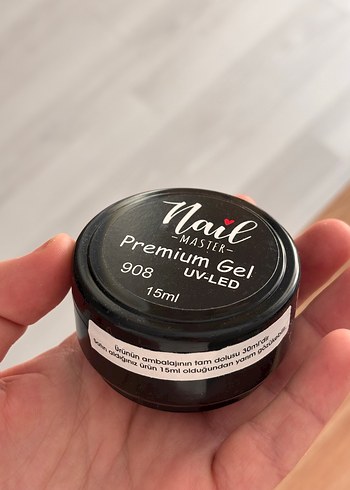 Nail
-MASTER-
Premium Gel
908 UV-LED
15ml
Ürünün ambalajının tam dolusu 30ml'dir
Satın aldığınız ürün 15ml olduğundan yarım gözükebilir